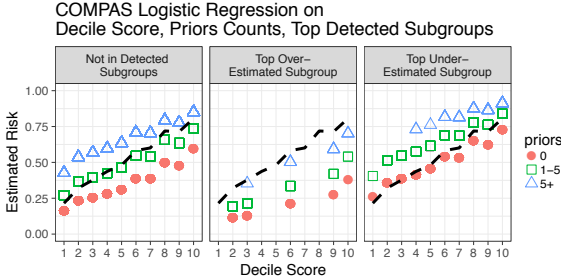 COMPAS Logistic Regression on
Decile Score, Priors Counts, Top Detected Subgroups
Not in Detected
Subgroups
Top Over−
Estimated Subgroup
Top Under−
Estimated Subgroup
Estimated Risk
1.00
0.75
0.50
0.25
0.00
1 2 3 4 5 6 7 8 9 10
1 2 3 4 5 6 7 8 9 10
1 2 3 4 5 6 7 8 9 10
Decile Score
priors
0
1−5
5+